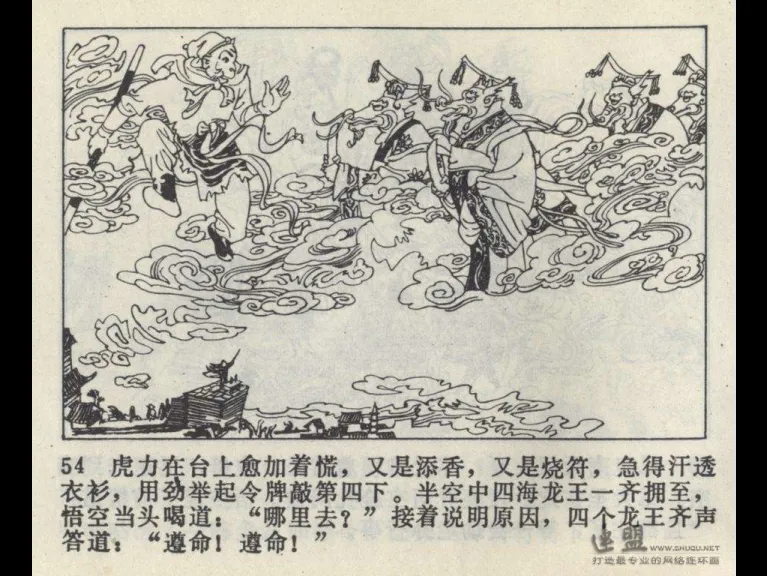 54 虎力在台上愈加着慌，又是添香，又是烧符，急得汗透
衣衫，用劲举起令牌敲第四下。半空中四海龙王一齐拥至，
悟空当头喝道：“哪里去？”接着说明原因，四个龙王齐声
答道：“遵命！遵命！”
连盟 WWW.SHUQU.NET
打造最专业的网络连环画